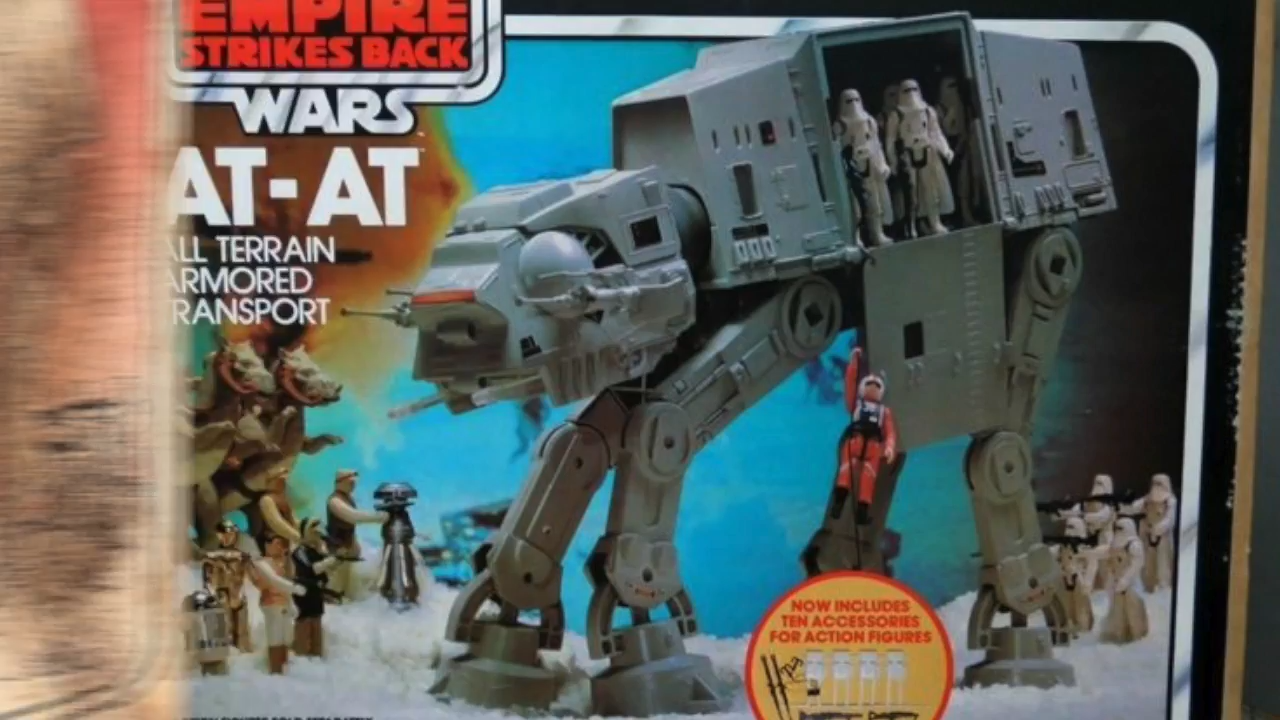 EMPIRE
STRIKES BACK
WARS
AT-AT
ALL TERRAIN
ARMORED
TRANSPORT
NOW INCLUDES
TEN ACCESSORIES
FOR ACTION FIGURES